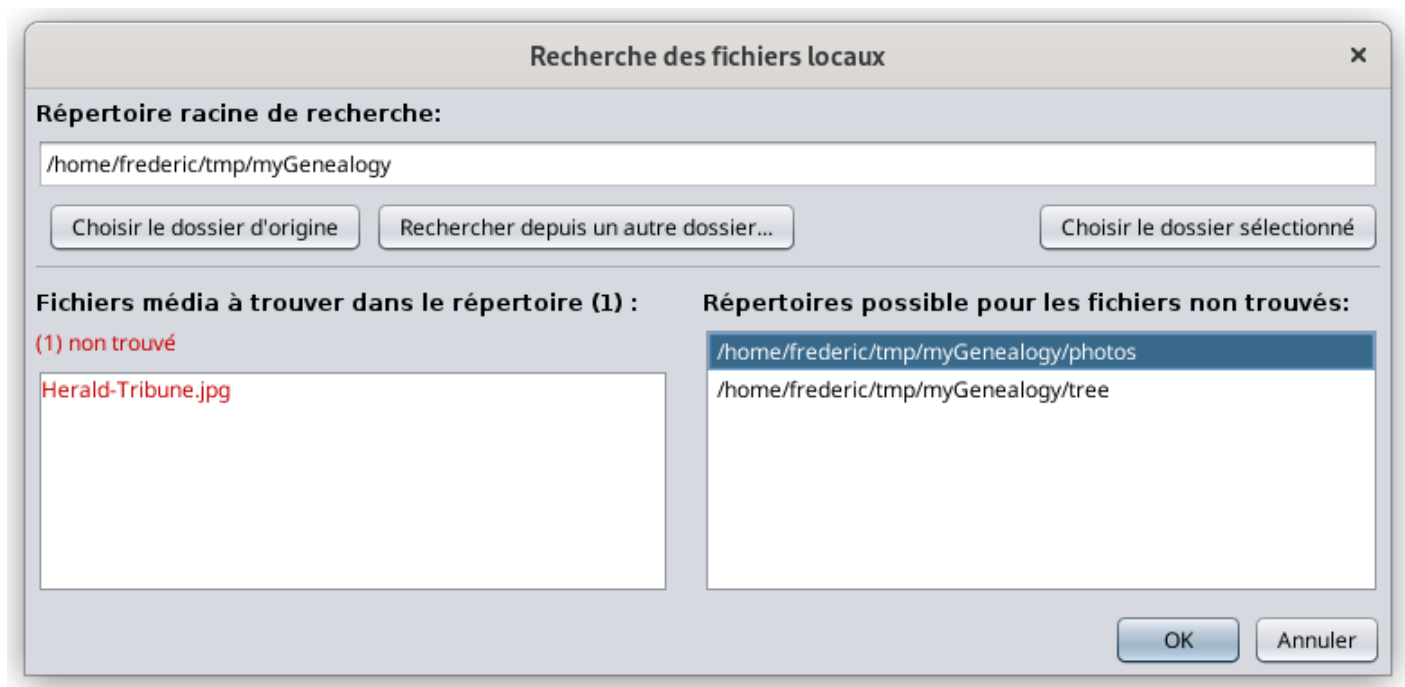 Recherche des fichiers locaux
Répertoire racine de recherche:
/home/frederic/tmp/myGenealogy
Choisir le dossier d'origine
Rechercher depuis un autre dossier...
Choisir le dossier sélectionné
Fichiers média à trouver dans le répertoire (1) :
(1) non trouvé
Herald-Tribune.jpg
Répertoires possible pour les fichiers non trouvés:
/home/frederic/tmp/myGenealogy/photos
/home/frederic/tmp/myGenealogy/tree
OK
Annuler